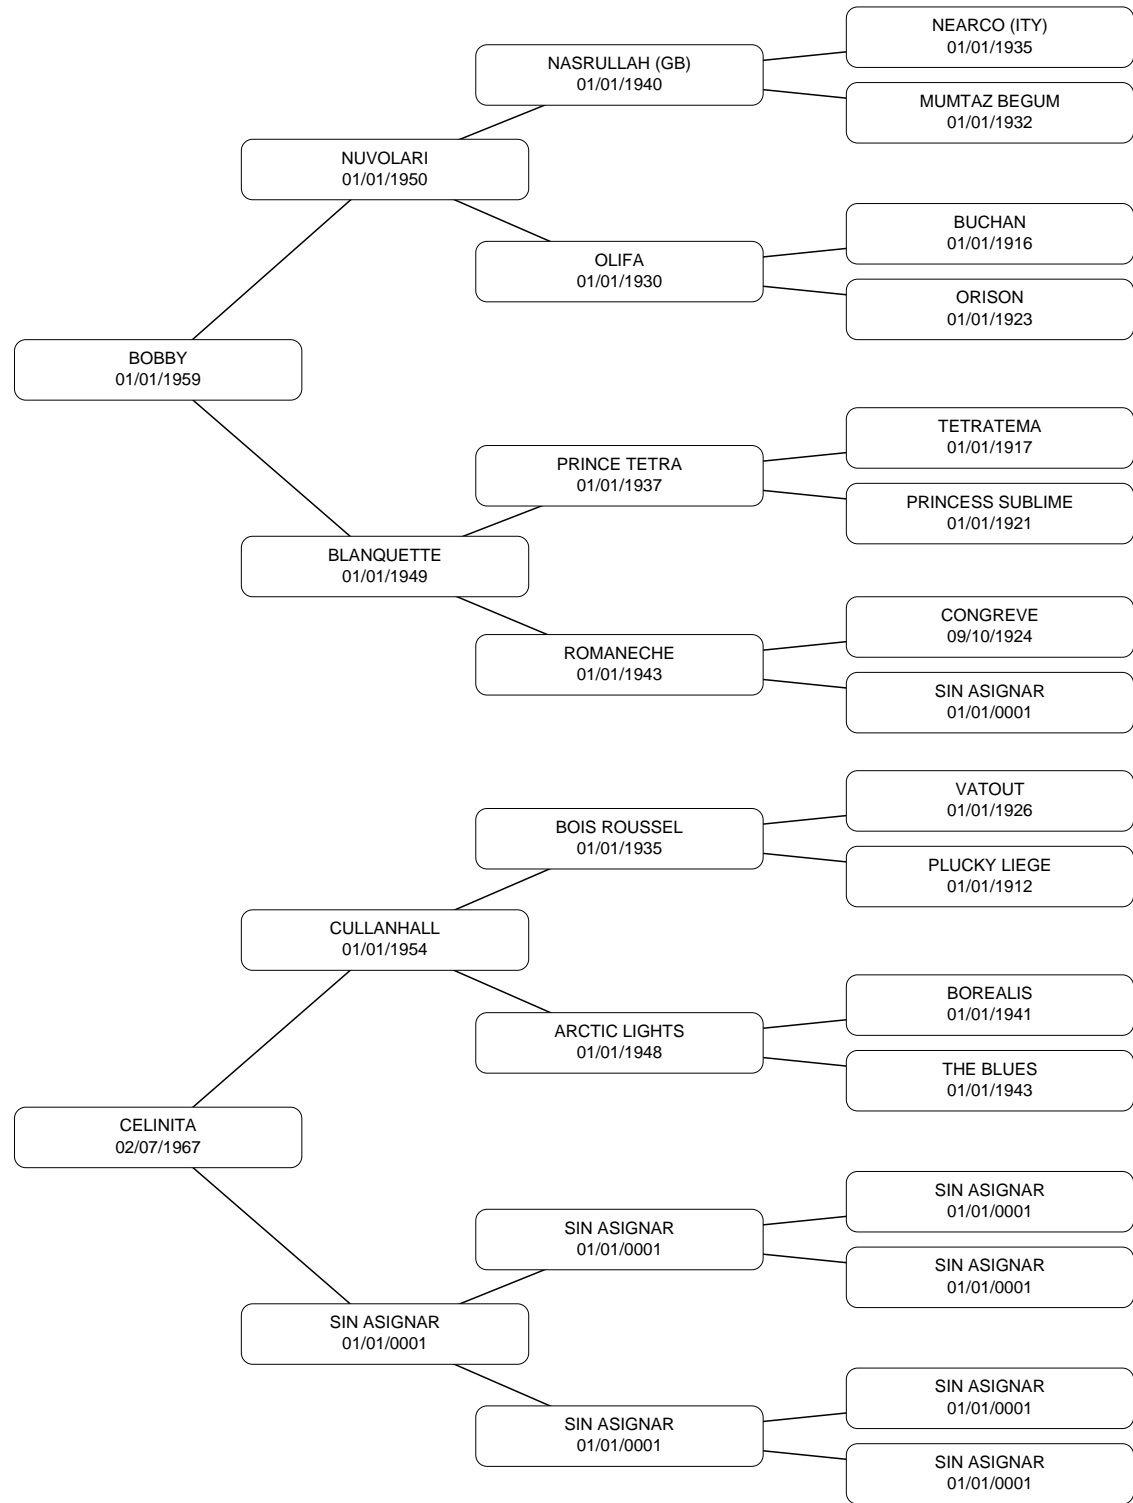 NEARCO (ITY)
01/01/1935
NASRULLAH (GB)
01/01/1940
MUMTAZ BEGUM
01/01/1932
NUVOLARI
01/01/1950
BUCHAN
01/01/1916
OLIFA
01/01/1930
ORISON
01/01/1923
BOBBY
01/01/1959
TETRATEMA
01/01/1917
PRINCE TETRA
01/01/1937
PRINCESS SUBLIME
01/01/1921
BLANQUETTE
01/01/1949
CONGREVE
09/10/1924
ROMANECHE
01/01/1943
SIN ASIGNAR
01/01/0001
VATOUT
01/01/1926
BOIS ROUSSEL
01/01/1935
PLUCKY LIEGE
01/01/1912
CULLANHALL
01/01/1954
BOREALIS
01/01/1941
ARCTIC LIGHTS
01/01/1948
THE BLUES
01/01/1943
CELINITA
02/07/1967
SIN ASIGNAR
01/01/0001
SIN ASIGNAR
01/01/0001
SIN ASIGNAR
01/01/0001
SIN ASIGNAR
01/01/0001
SIN ASIGNAR
01/01/0001
SIN ASIGNAR
01/01/0001
SIN ASIGNAR
01/01/0001